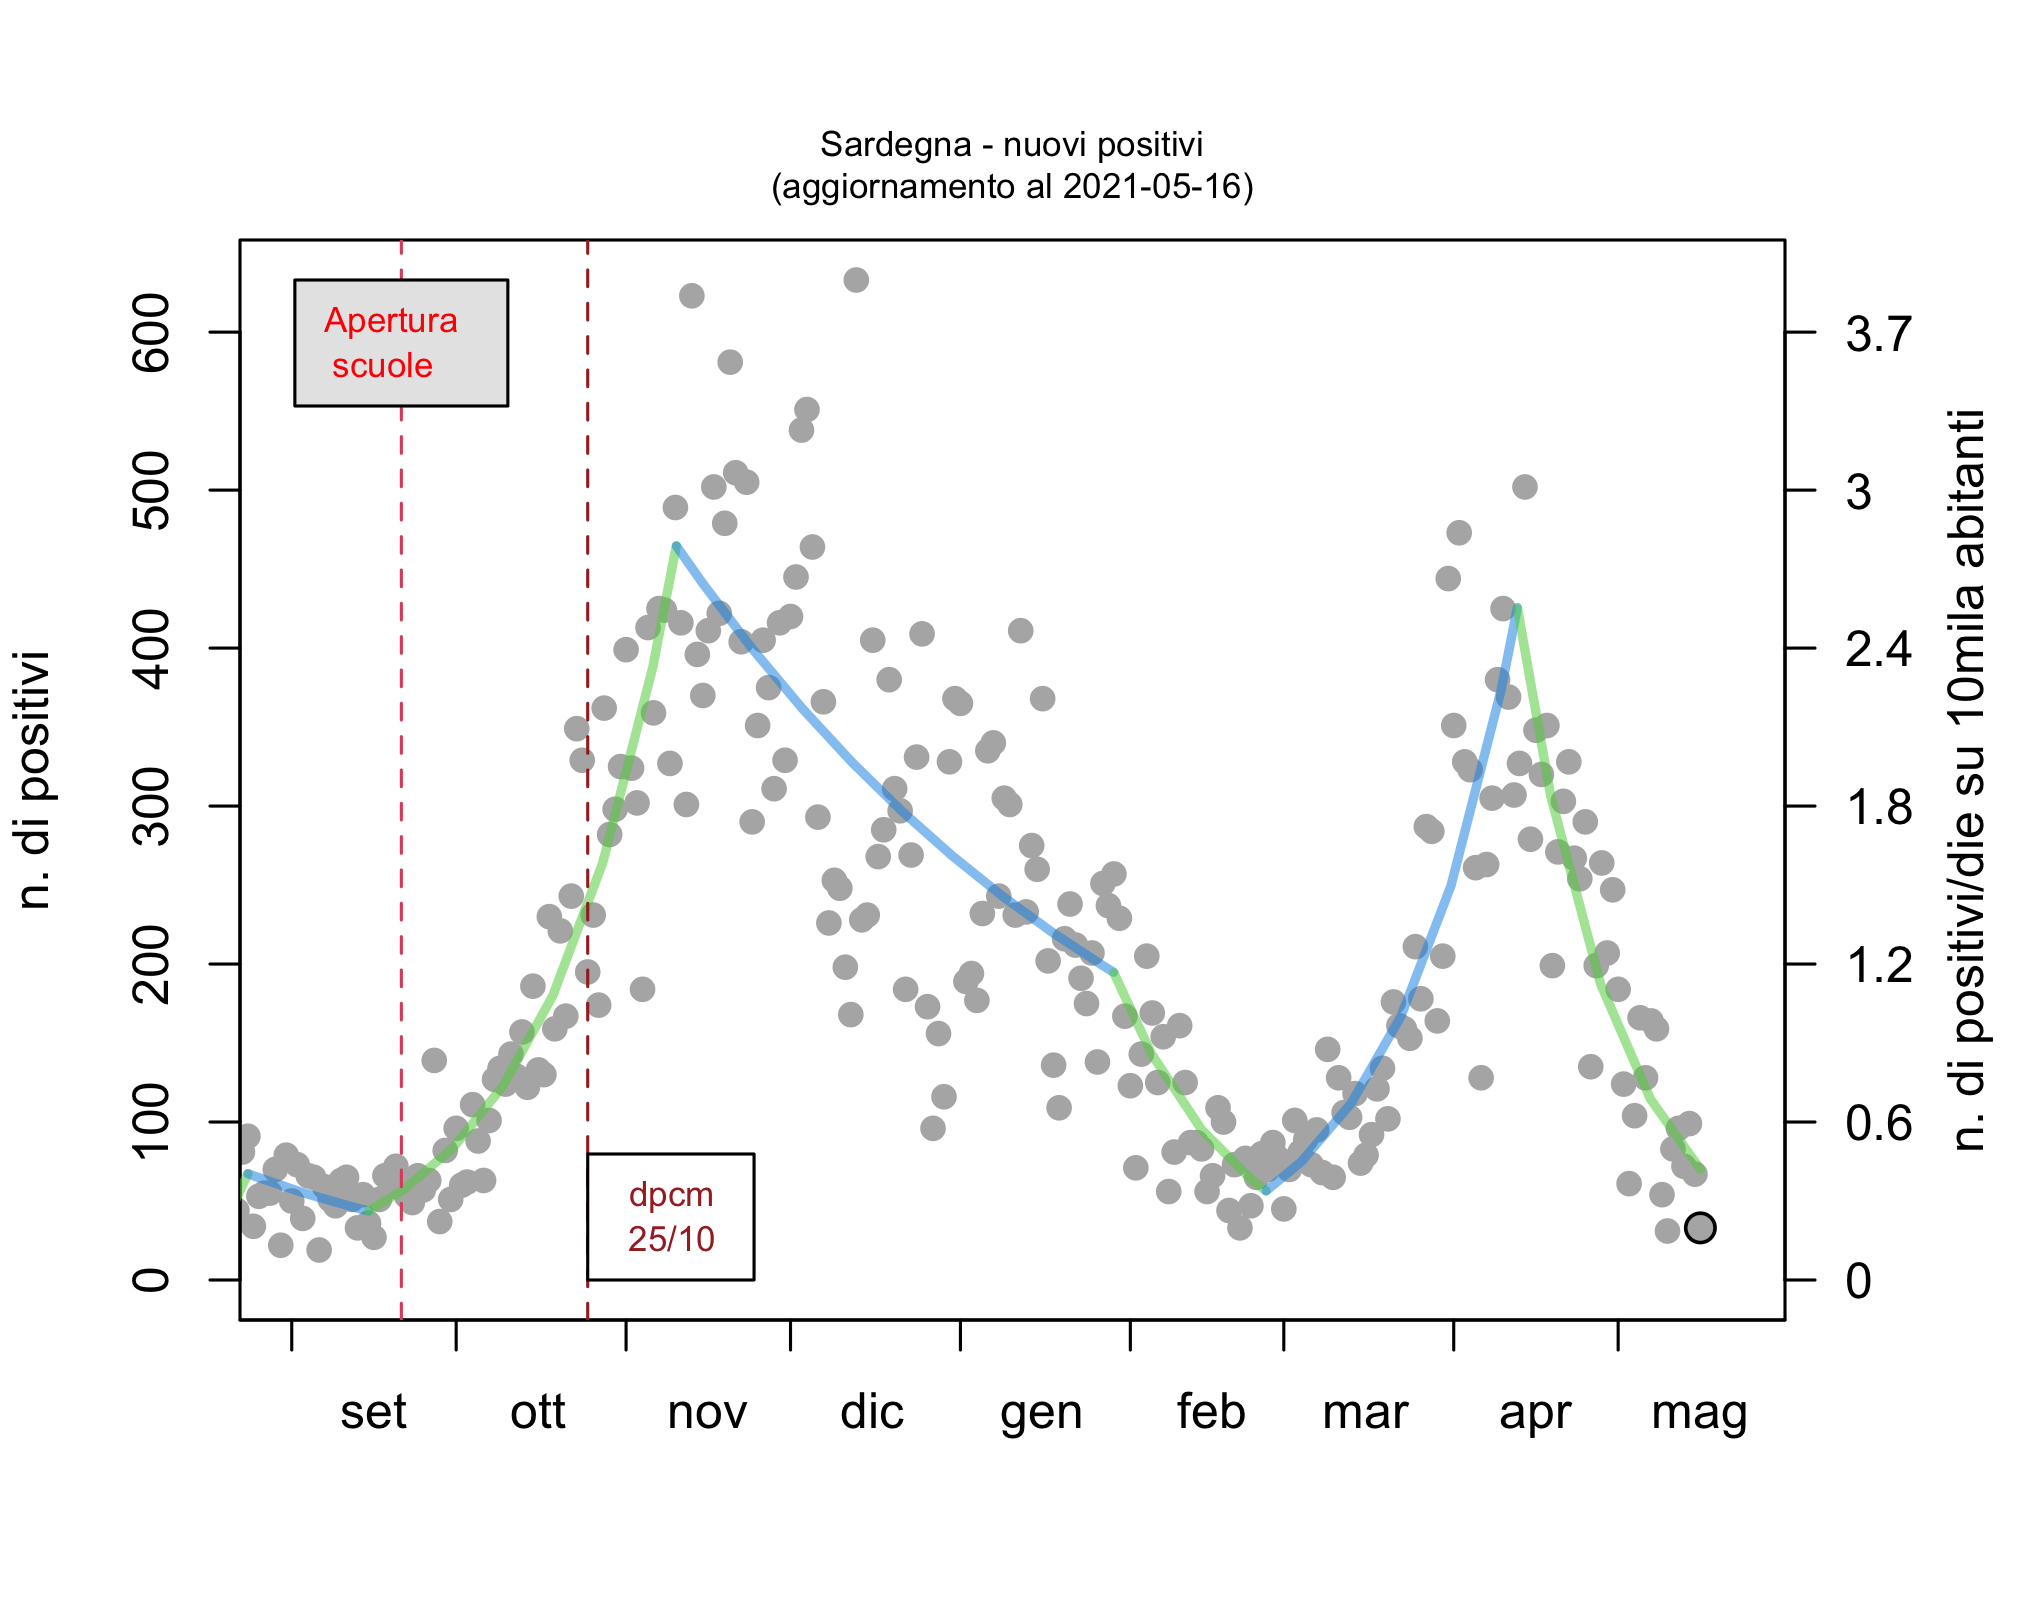 Sardegna - nuovi positivi
(aggiornamento al 2021-05-16)
n. di positivi
600
500
400
300
200
100
0
Apertura
scuole
dpcm
25/10
3.7
3
2.4
1.8
1.2
0.6
0
n. di positivi/die su 10mila abitanti
set ott nov dic gen feb mar apr mag